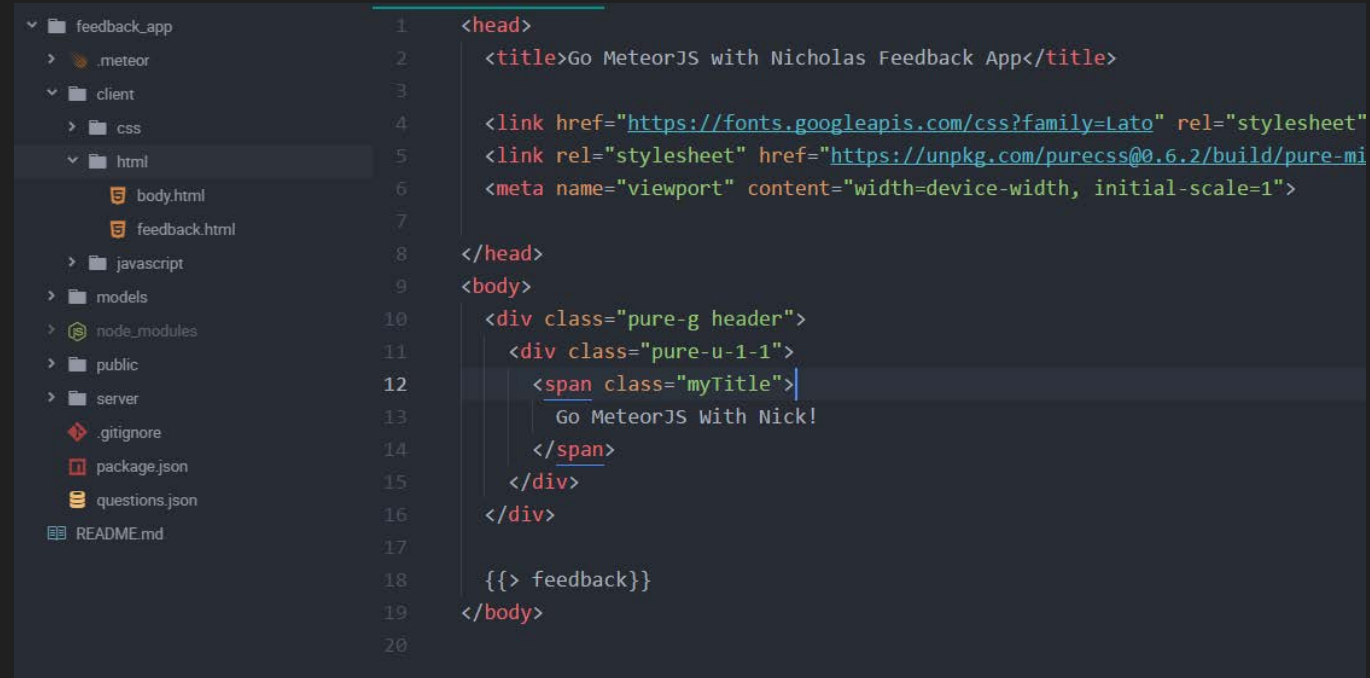 feedback_app
.meteor
client
css
html
body.html
feedback.html
javascript
models
node_modules
public
server
.gitignore
package.json
questions.json
README.md
1 <head>
2 <title>Go MeteorJS with Nicholas Feedback App</title>
3
4 <link href="https://fonts.googleapis.com/css?family=Lato" rel="stylesheet"
5 <link rel="stylesheet" href="https://unpkg.com/purecss@0.6.2/build/pure-mi
6 <meta name="viewport" content="width=device-width, initial-scale=1">
7
8 </head>
9 <body>
10 <div class="pure-g header">
11 <div class="pure-u-1-1">
12 <span class="myTitle">
13 Go MeteorJS With Nick!
14 </span>
15 </div>
16 </div>
17
18 {{> feedback}}
19 </body>
20